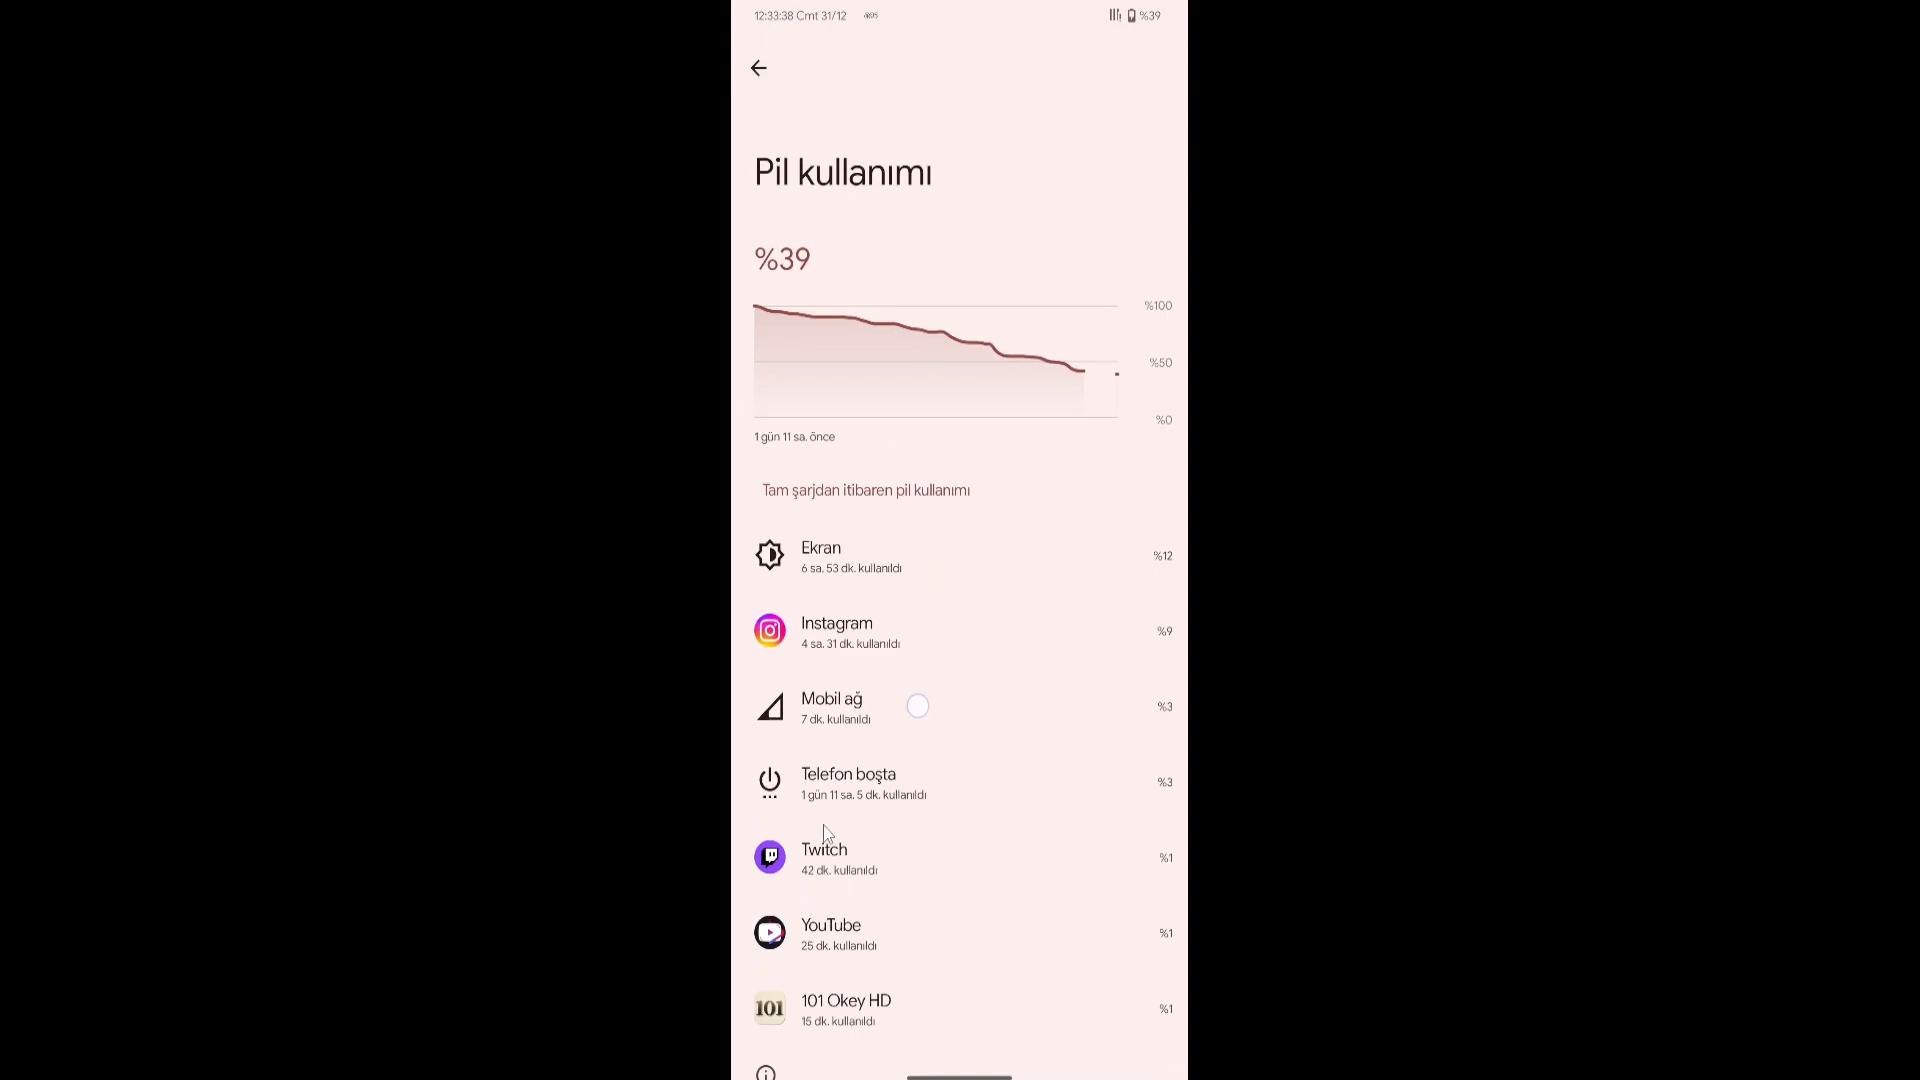 12:33:38 Cmt 31/12
%39
Pil kullanımı
%39
%100
%50
%0
1 gün 11 sa. önce
Tam şarjdan itibaren pil kullanımı
Ekran
%12
6 sa. 53 dk. kullanıldı
Instagram
%9
4 sa. 31 dk. kullanıldı
Mobil ağ
%3
7 dk. kullanıldı
Telefon boşta
%3
1 gün 11 sa. 5 dk. kullanıldı
Twitch
%1
42 dk. kullanıldı
YouTube
%1
25 dk. kullanıldı
101
101 Okey HD
%1
15 dk. kullanıldı